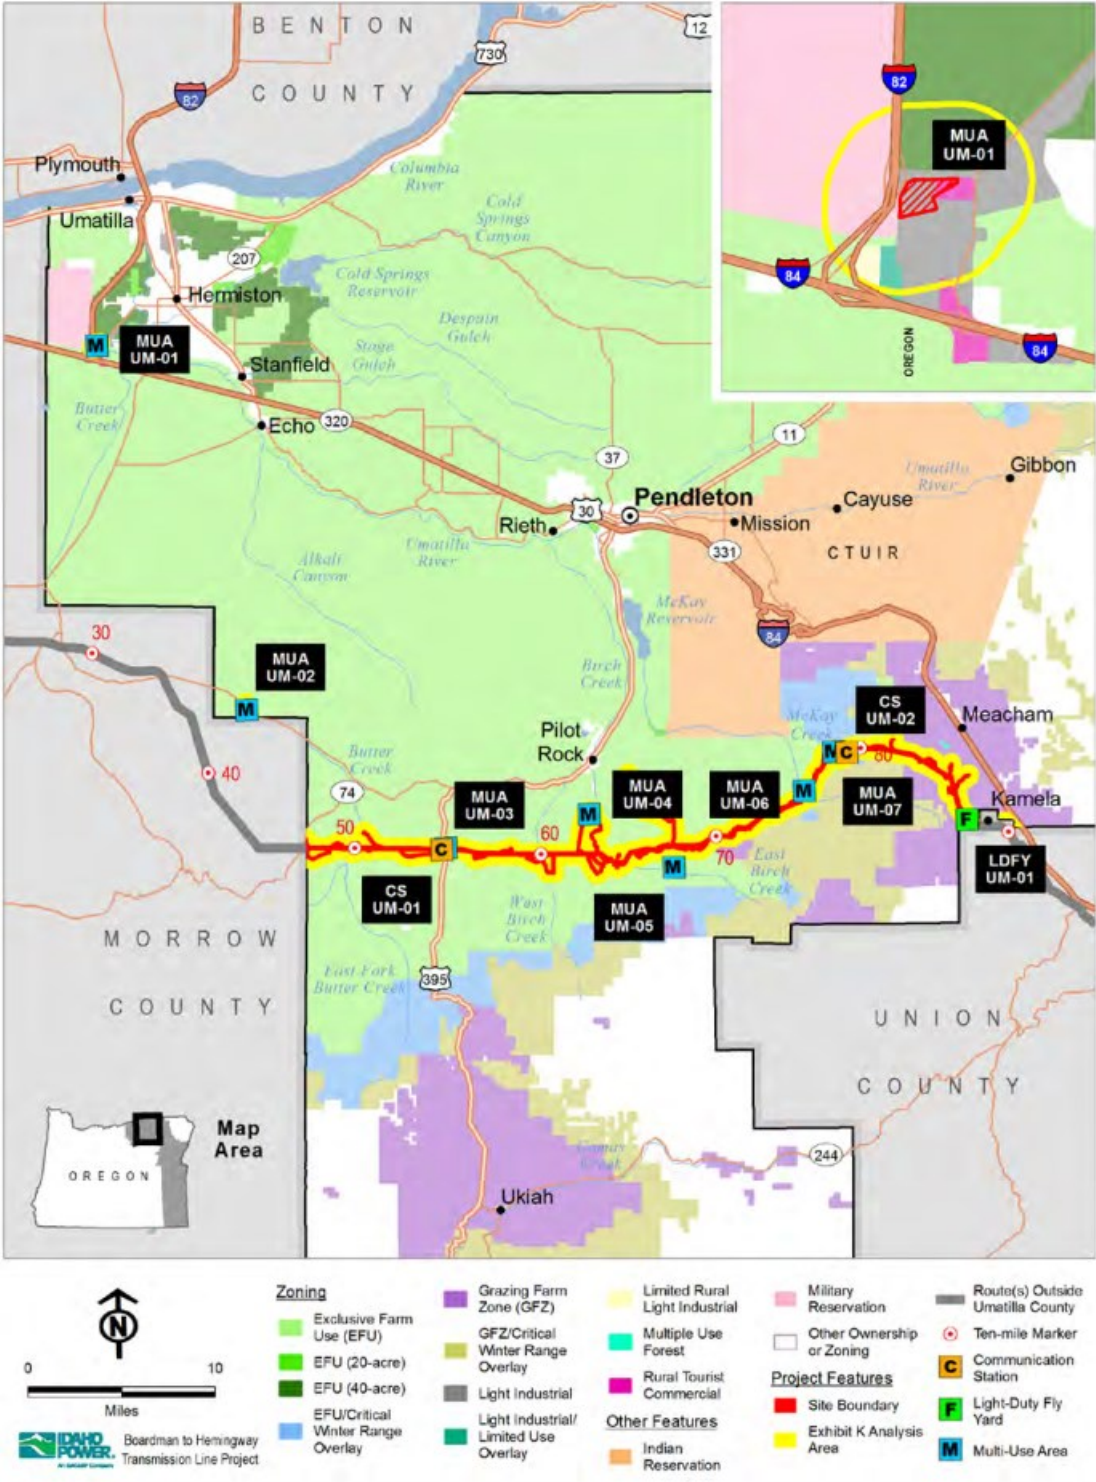 BENTON
COUNTY
12
730
82
Plymouth
Umatilla
Columbia
River
Cold
Springs
Canyon
207
Hermiston
Cold Springs
Reservoir
Despain
Gulch
Stage
Gulch
M
MUA
UM-01
Stanfield
Butter
Creek
Echo
320
37
11
82
MUA
UM-01
84
84
OREGON
Umatilla
River
Gibbon
Pendleton
30
Cayuse
Rieth
Mission
331
CTUIR
Umatilla
River
Alkali
Canyon
McKay
Reservoir
84
30
MUA
UM-02
M
Birch
Creek
40
Pilot
Rock
McKay
Creek
CS
UM-02
Meacham
M
C
80
Butter
Creek
74
MUA
UM-03
MUA
UM-04
MUA
UM-06
M
MUA
UM-07
Kamela
F
50
60
M
C
70
M
East
Birch
Creek
LDFY
UM-01
CS
UM-01
West
Birch
Creek
MUA
UM-05
MORROW
COUNTY
East Fork
Butter Creek
395
UNION
COUNTY
Map
Area
OREGON
Creek
244
Ukiah
N
0 10
Miles
IDAHO
POWER
Boardman to Hemingway
Transmission Line Project
Zoning
Exclusive Farm
Use (EFU)
EFU (20-acre)
EFU (40-acre)
EFU/Critical
Winter Range
Overlay
Grazing Farm
Zone (GFZ)
GFZ/Critical
Winter Range
Overlay
Light Industrial
Light Industrial/
Limited Use
Overlay
Limited Rural
Light Industrial
Multiple Use
Forest
Rural Tourist
Commercial
Other Features
Indian
Reservation
Military
Reservation
Other Ownership
or Zoning
Project Features
Site Boundary
Exhibit K Analysis
Area
Route(s) Outside
Umatilla County
Ten-mile Marker
C
Communication
Station
F
Light-Duty Fly
Yard
M
Multi-Use Area